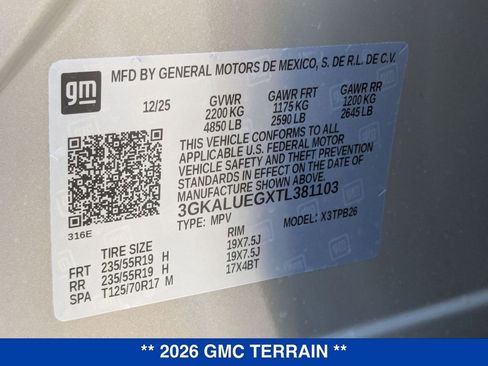 gm
MFD BY GENERAL MOTORS DE MEXICO, S. DE R.L. DE C.V.
12/25 GVWR GAWR FRT GAWR RR
2200 KG 1175 KG 1200 KG
4850 LB 2590 LB 2645 LB
THIS VEHICLE CONFORMS TO ALL
APPLICABLE U.S. FEDERAL MOTOR
VEHICLE SAFETY AND THEFT PREVENTION
STANDARDS IN EFFECT ON THE DATE OF
MANUFACTURE SHOWN ABOVE.
3GKALUEGXTL381103
316E
TYPE: MPV MODEL: X3TPB26
TIRE SIZE RIM
FRT 235/55R19 H 19X7.5J
RR 235/55R19 H 19X7.5J
SPA T125/70R17 M 17X4BT
** 2026 GMC TERRAIN **